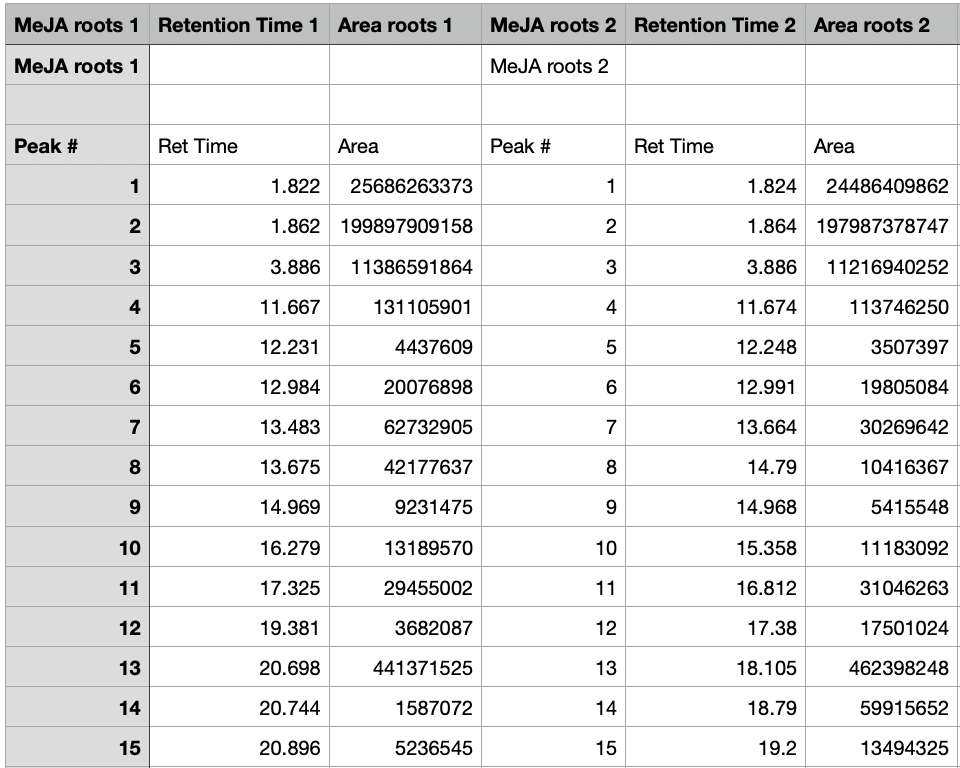 MeJA roots 1 Retention Time 1 Area roots 1 MeJA roots 2 Retention Time 2 Area roots 2
MeJA roots 1 MeJA roots 2
Peak # Ret Time Area Peak # Ret Time Area
1 1.822 25686263373 1 1.824 24486409862
2 1.862 199897909158 2 1.864 197987378747
3 3.886 11386591864 3 3.886 11216940252
4 11.667 131105901 4 11.674 113746250
5 12.231 4437609 5 12.248 3507397
6 12.984 20076898 6 12.991 19805084
7 13.483 62732905 7 13.664 30269642
8 13.675 42177637 8 14.79 10416367
9 14.969 9231475 9 14.968 5415548
10 16.279 13189570 10 15.358 11183092
11 17.325 29455002 11 16.812 31046263
12 19.381 3682087 12 17.38 17501024
13 20.698 441371525 13 18.105 462398248
14 20.744 1587072 14 18.79 59915652
15 20.896 5236545 15 19.2 13494325